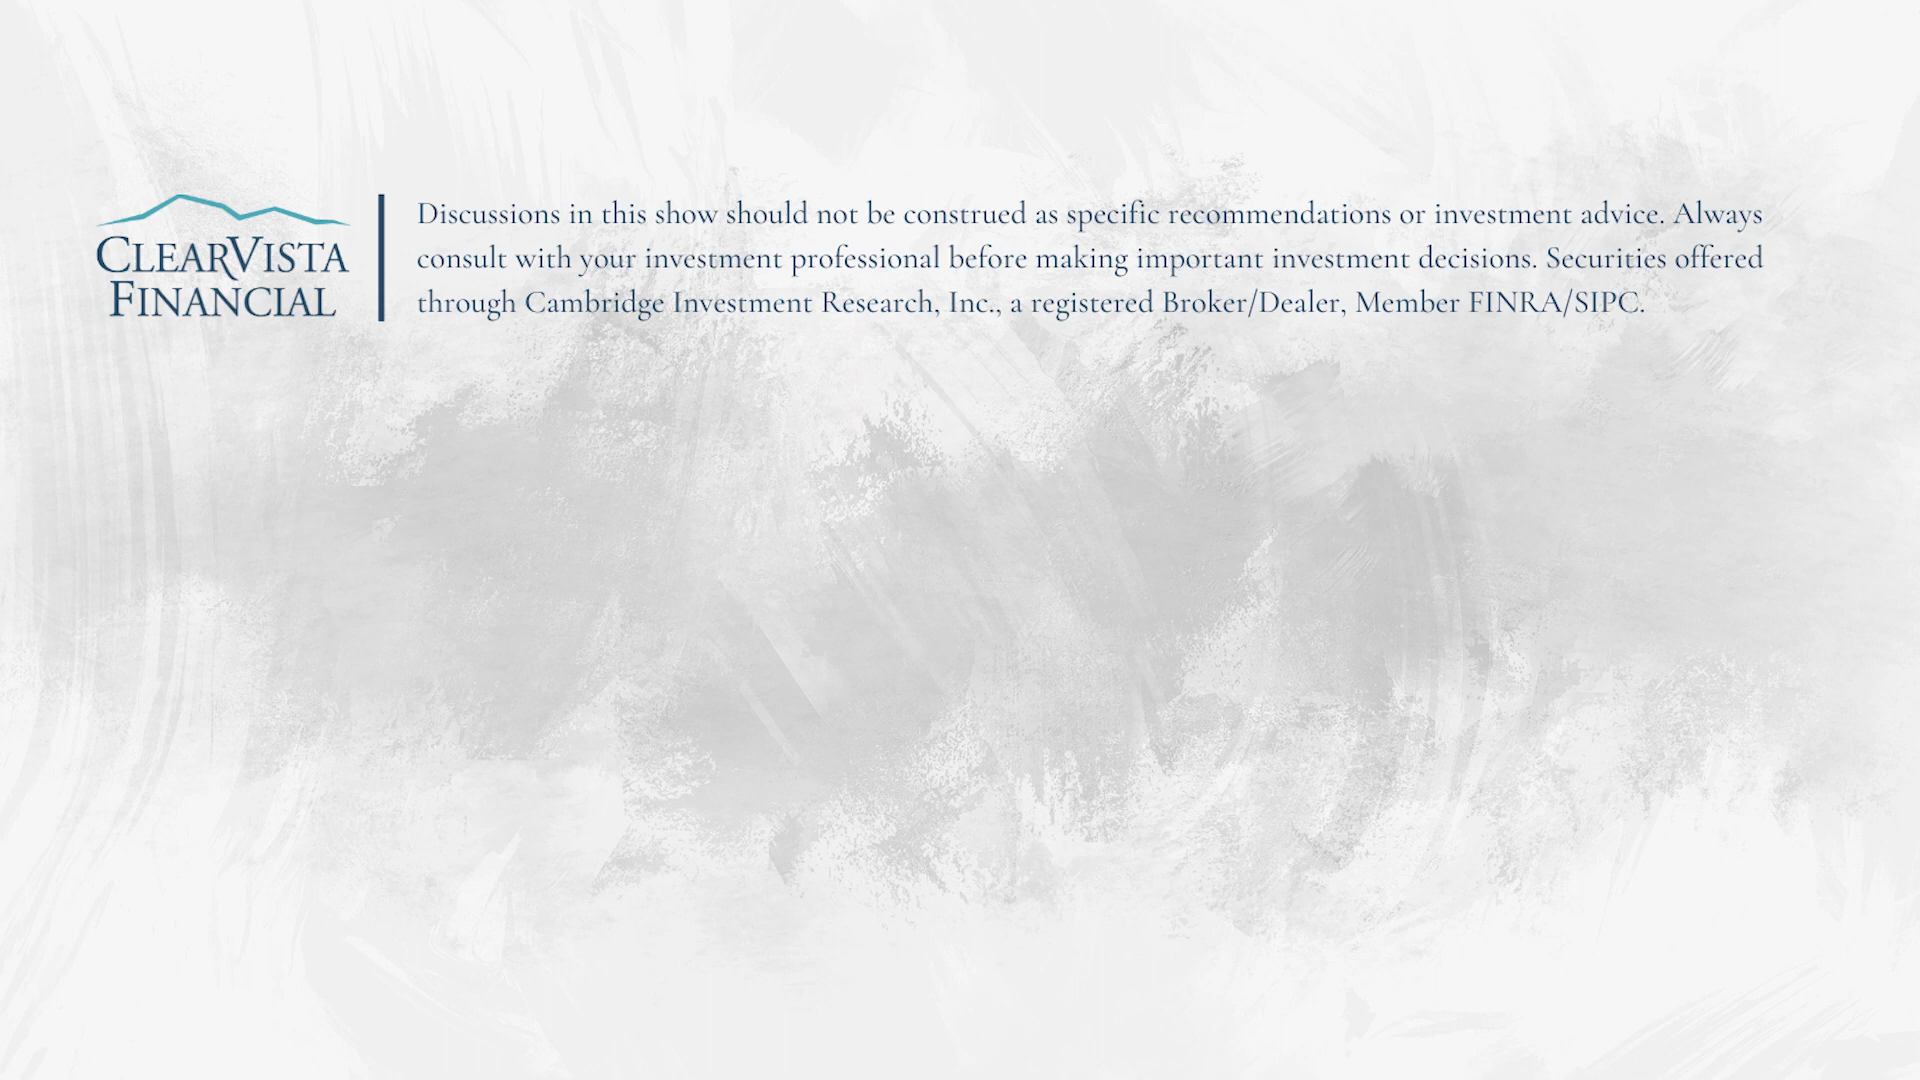 CLEARVISTA
FINANCIAL
Discussions in this show should not be construed as specific recommendations or investment advice. Always
consult with your investment professional before making important investment decisions. Securities offered
through Cambridge Investment Research, Inc., a registered Broker/Dealer, Member FINRA/SIPC.